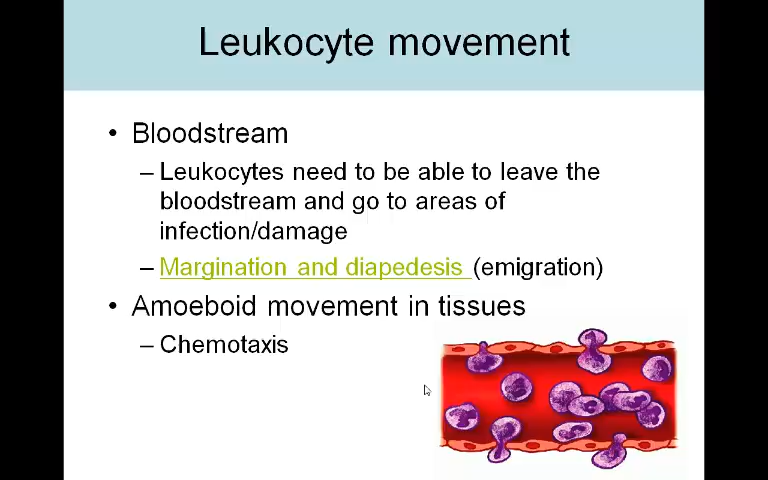 Leukocyte movement
• Bloodstream
– Leukocytes need to be able to leave the
bloodstream and go to areas of
infection/damage
– Margination and diapedesis (emigration)
• Amoeboid movement in tissues
– Chemotaxis